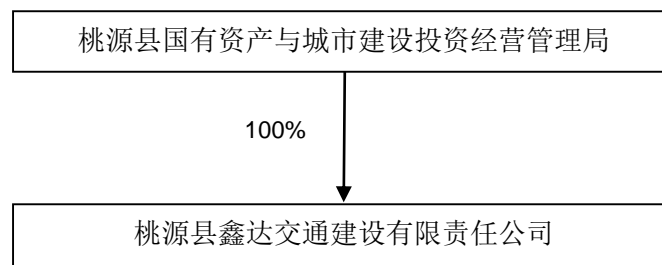 桃源县国有资产与城市建设投资经营管理局
100%
桃源县鑫达交通建设有限责任公司